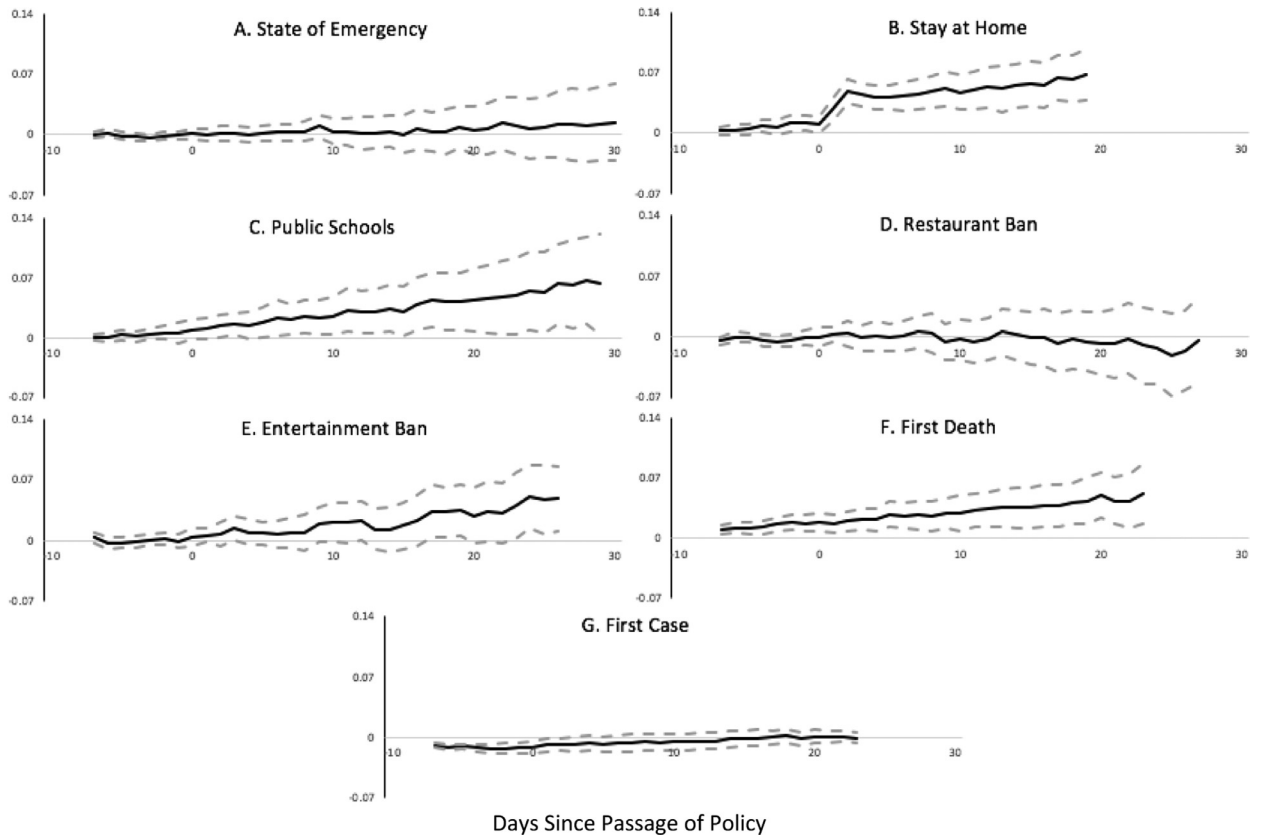 0.14
A. State of Emergency
0.07
0
-10 0 10 20 30
-0.07
0.14
B. Stay at Home
0.07
0
-10 0 10 20 30
-0.07
0.14
C. Public Schools
0.07
0
-10 0 10 20 30
-0.07
0.14
D. Restaurant Ban
0.07
0
-10 0 10 20 30
-0.07
0.14
E. Entertainment Ban
0.07
0
-10 0 10 20 30
-0.07
0.14
F. First Death
0.07
0
-10 0 10 20 30
-0.07
0.14
G. First Case
0.07
0
-10 0 10 20 30
-0.07
Days Since Passage of Policy